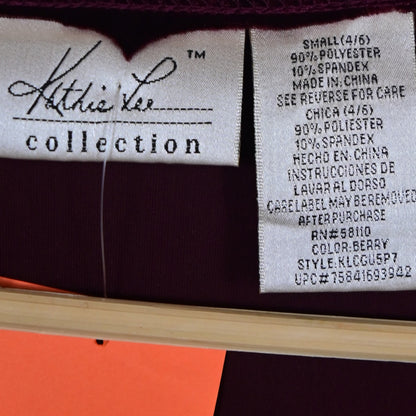 Kathie Lee ™
collection
SMALL(4/6)
90% POLYESTER
10% SPANDEX
MADE IN CHINA
SEE REVERSE FOR CARE
CHICA (4/6)
90% POLIESTER
10% SPANDEX
HECHO EN CHINA
INSTRUCCIONES DE
LAVAR AL DORSO
CARE LABEL MAY BE REMOVED
AFTER PURCHASE
RN#58110
COLOR: BERRY
STYLE: KLCGU5P7
UPC#75841693942